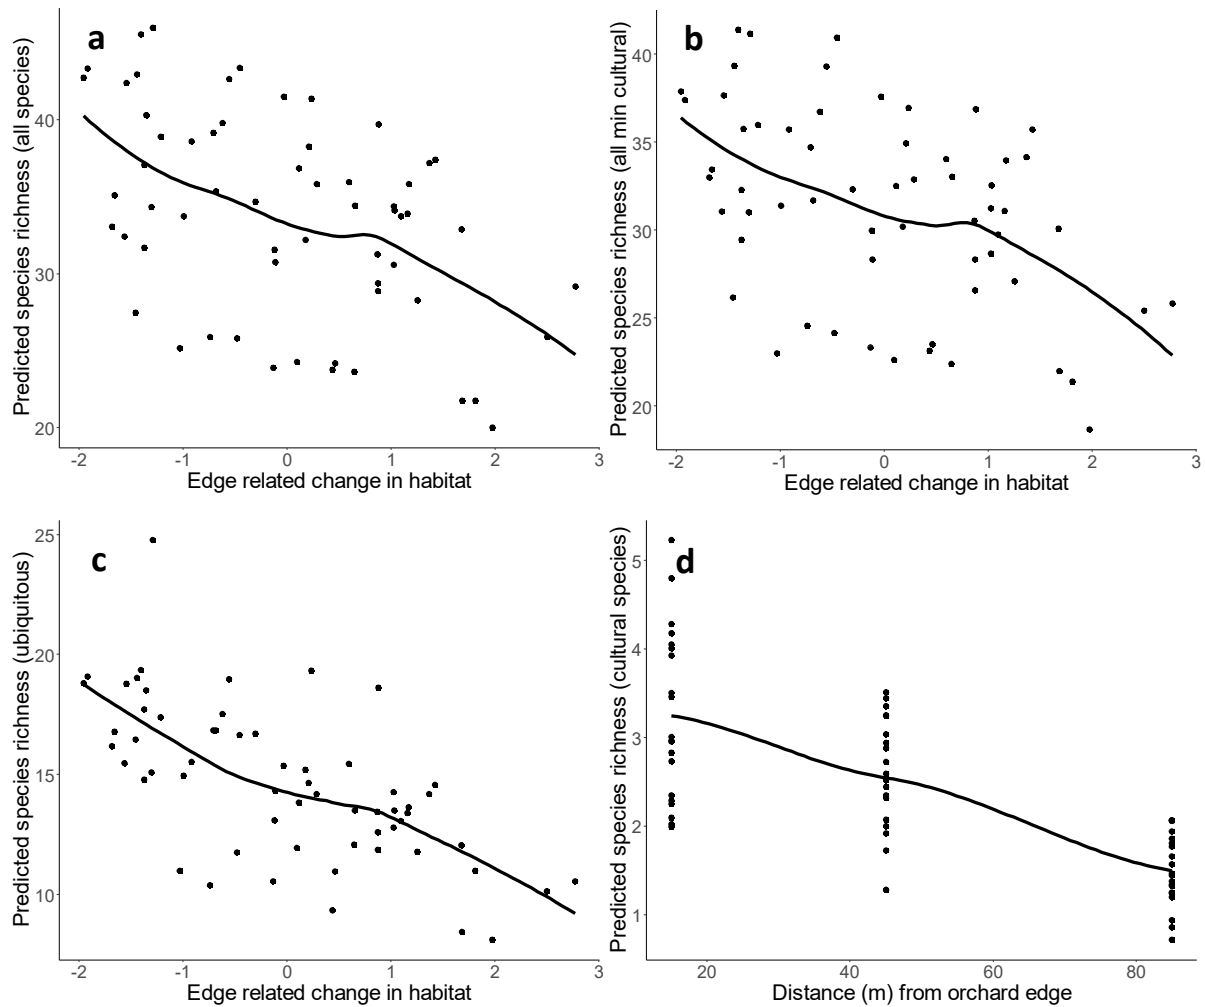 a
Predicted species richness (all species)
40
30
20
-2 -1 0 1 2 3
Edge related change in habitat
b
Predicted species richness (all min cultural)
40
35
30
25
20
-2 -1 0 1 2 3
Edge related change in habitat
c
Predicted species richness (ubiquitous)
25
20
15
10
-2 -1 0 1 2 3
Edge related change in habitat
d
Predicted species richness (cultural species)
5
4
3
2
1
20 40 60 80
Distance (m) from orchard edge